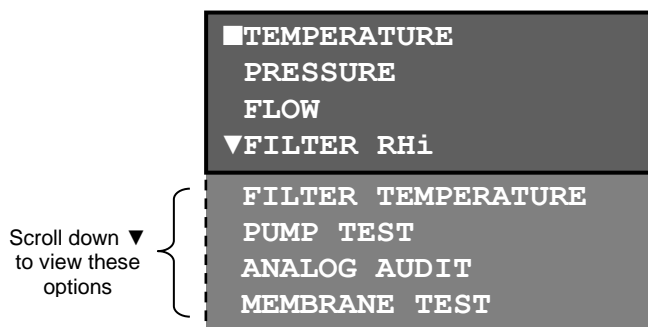 ■TEMPERATURE
PRESSURE
FLOW
▼FILTER RHi
FILTER TEMPERATURE
PUMP TEST
ANALOG AUDIT
MEMBRANE TEST
Scroll down ▼
to view these
options